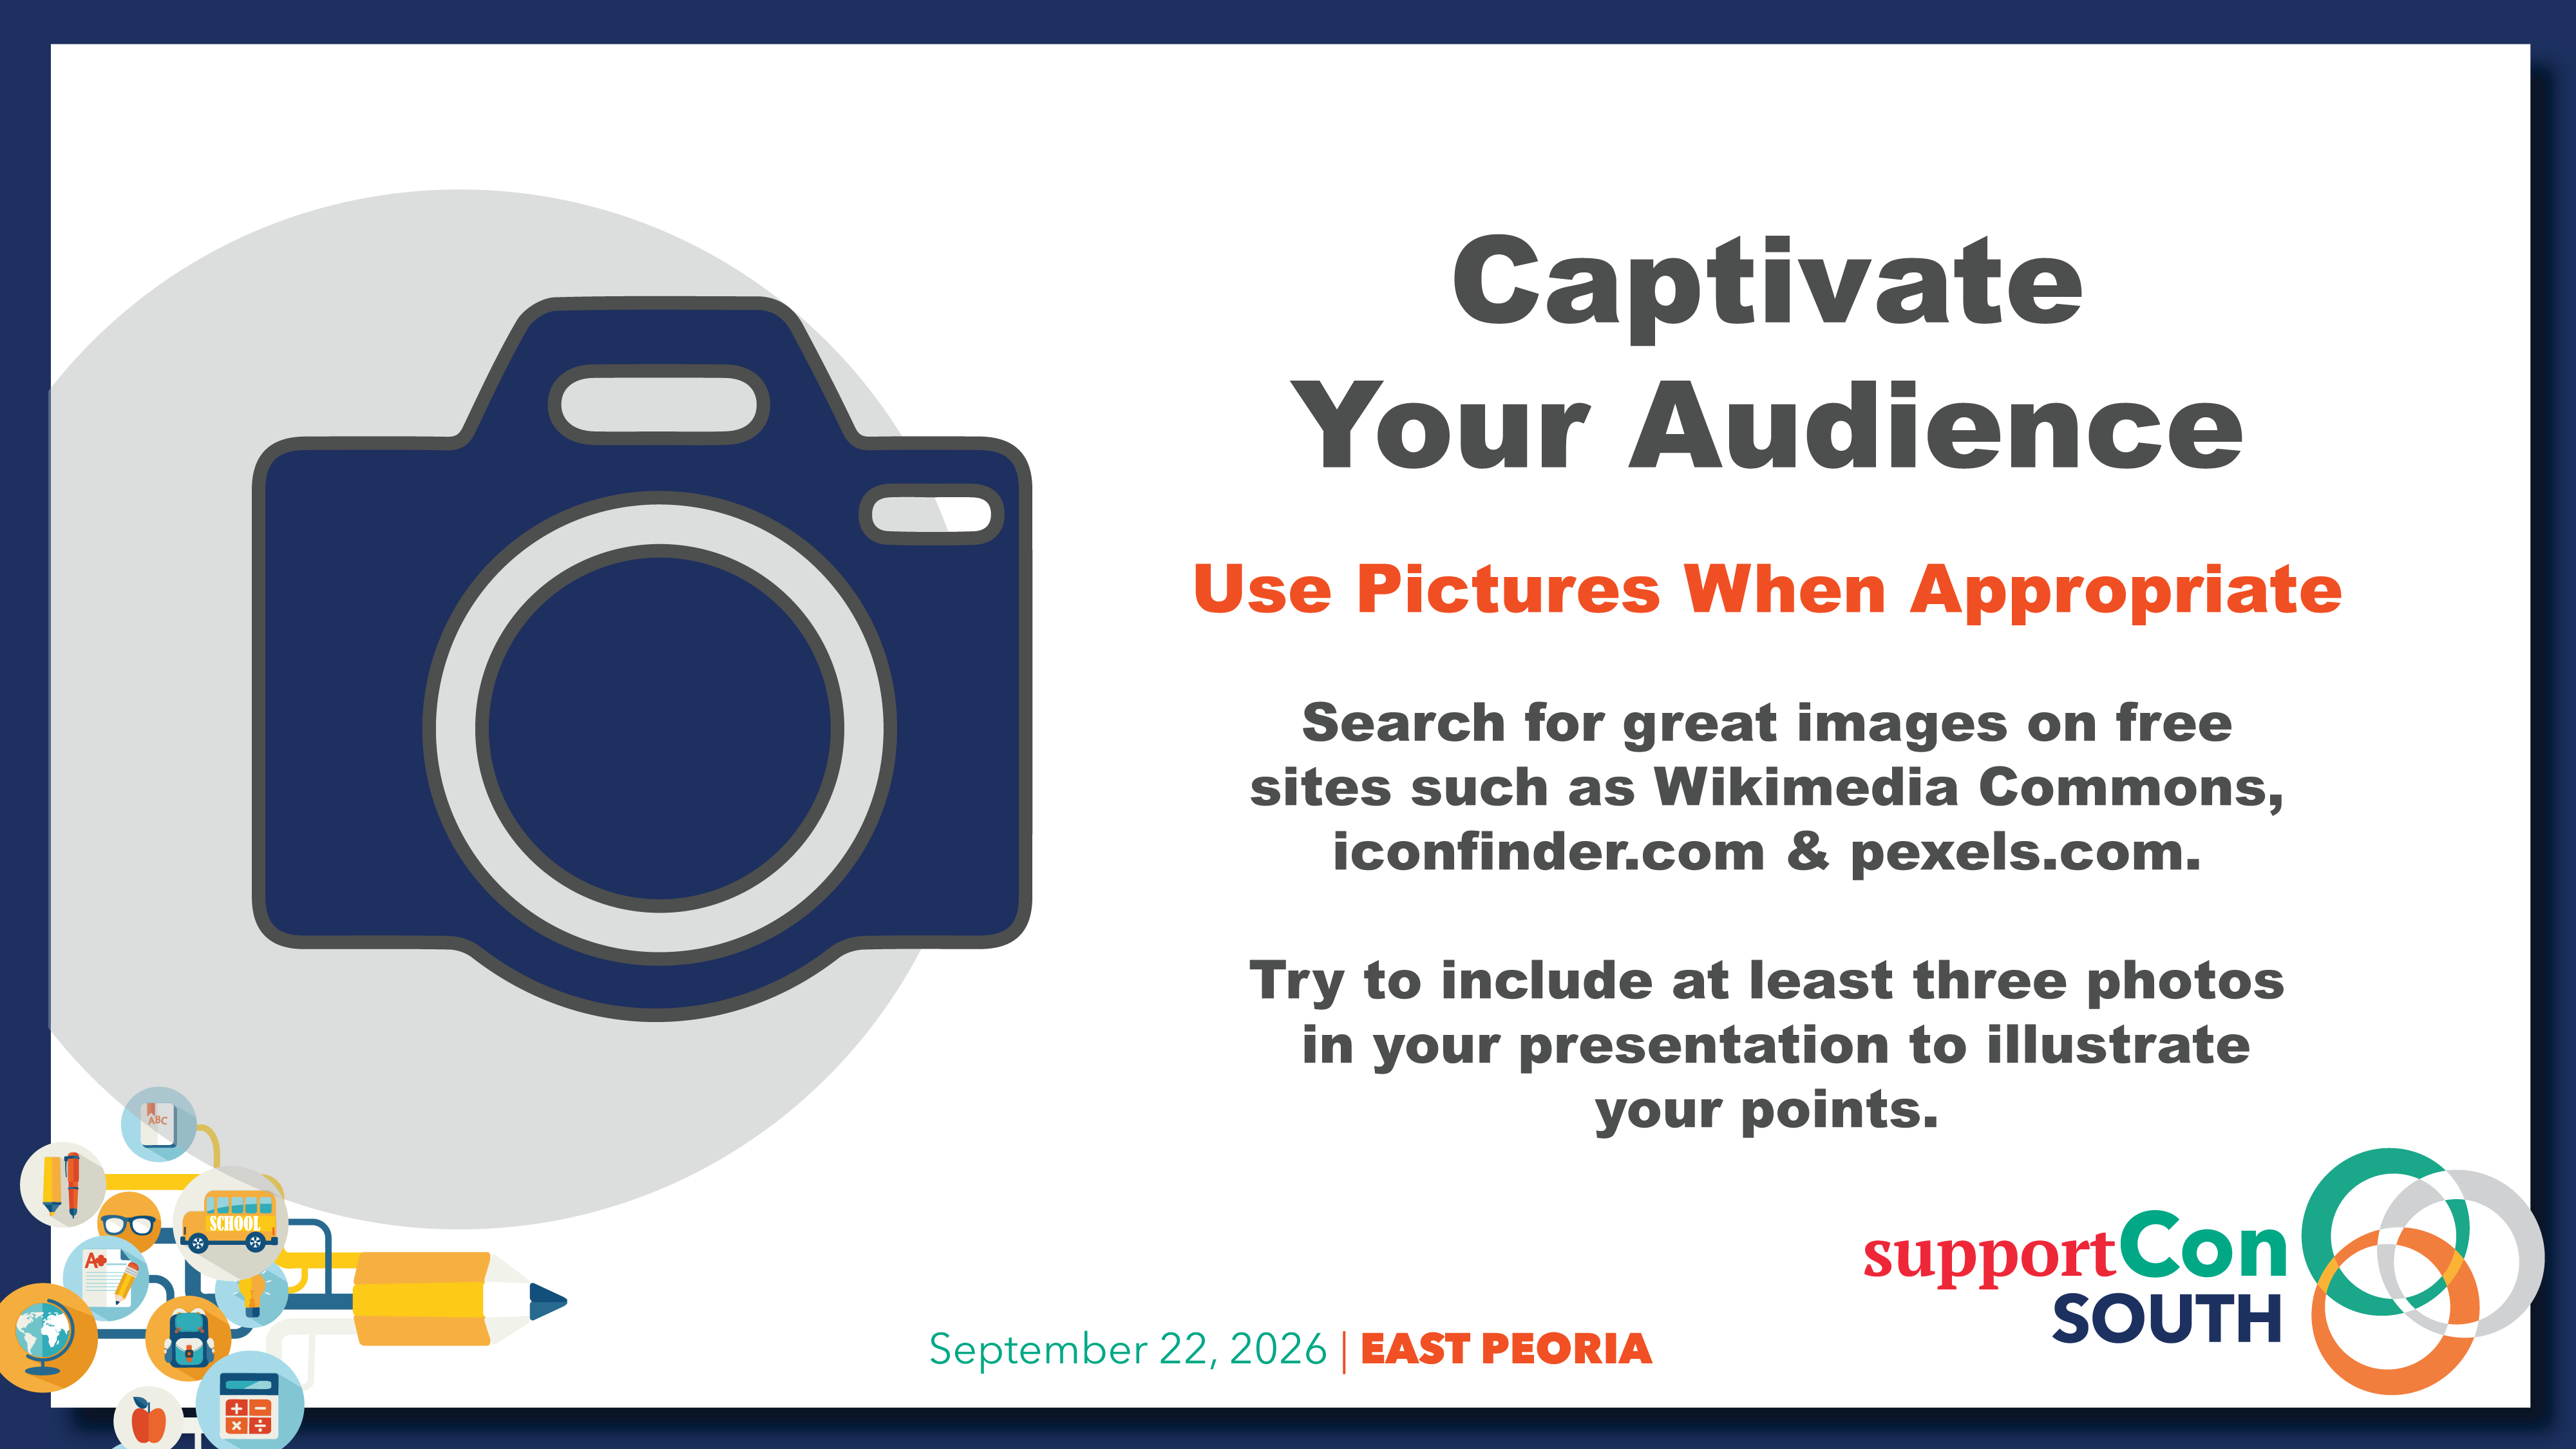 Captivate
Your Audience
Use Pictures When Appropriate
Search for great images on free
sites such as Wikimedia Commons,
iconfinder.com & pexels.com.
Try to include at least three photos
in your presentation to illustrate
your points.
ABC
SCHOOL
A+
supportCon
SOUTH
September 22, 2026 | EAST PEORIA